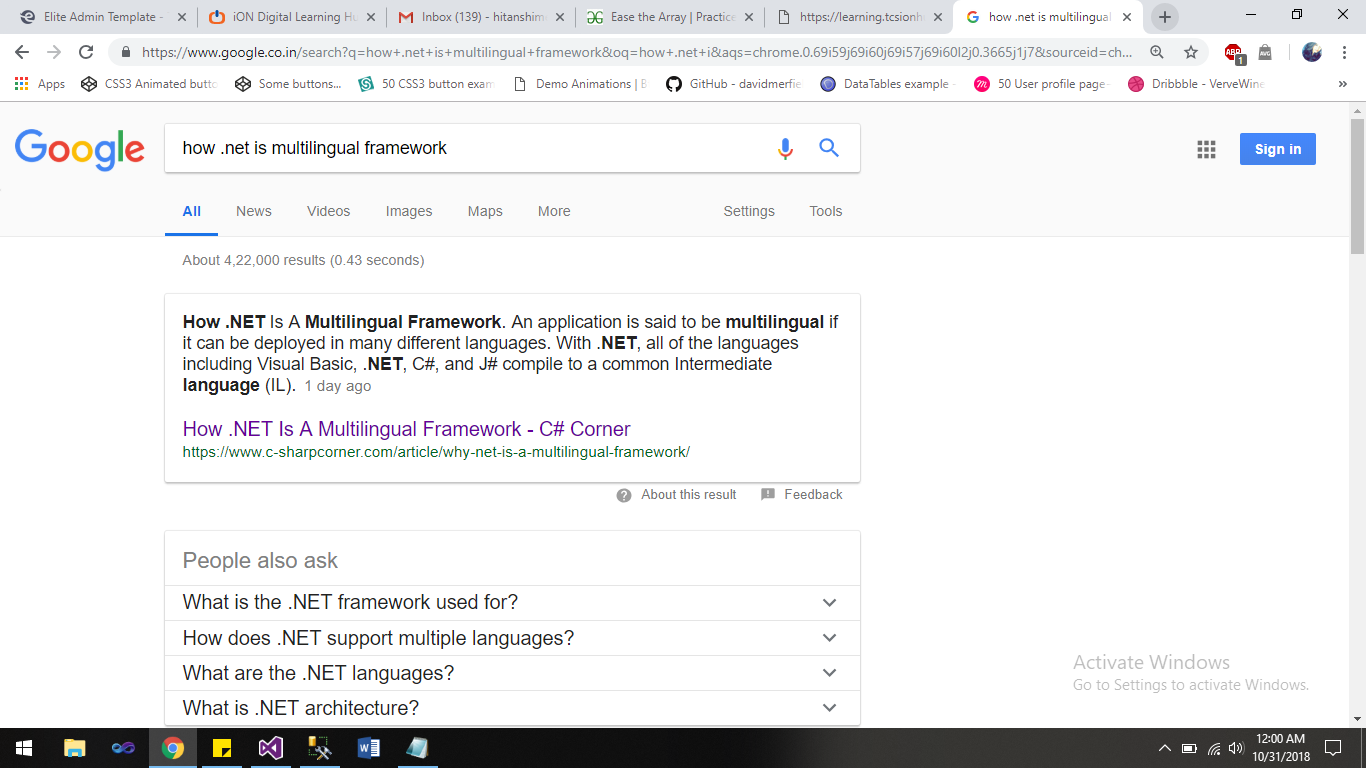 Elite Admin Template -
iON Digital Learning Hu
Inbox (139) - hitanshim
Ease the Array | Practice
https://learning.tcsionhu
how .net is multilingual
https://www.google.co.in/search?q=how+.net+is+multilingual+framework&oq=how+.net+i&aqs=chrome.0.69i59j69i60j69i57j69i60l2j0.3665j1j7&sourceid=ch...
ABP
1
AVG
Apps
CSS3 Animated butto
Some buttons...
50 CSS3 button exam
Demo Animations | B
GitHub - davidmerfie
DataTables example -
50 User profile page-
Dribbble - VerveWine
»
Google
how .net is multilingual framework
Sign in
All
News
Videos
Images
Maps
More
Settings
Tools
About 4,22,000 results (0.43 seconds)
How .NET Is A Multilingual Framework. An application is said to be multilingual if
it can be deployed in many different languages. With .NET, all of the languages
including Visual Basic, .NET, C#, and J# compile to a common Intermediate
language (IL). 1 day ago
How .NET Is A Multilingual Framework - C# Corner
https://www.c-sharpcorner.com/article/why-net-is-a-multilingual-framework/
About this result
Feedback
People also ask
What is the .NET framework used for?
How does .NET support multiple languages?
What are the .NET languages?
What is .NET architecture?
Activate Windows
Go to Settings to activate Windows.
12:00 AM
10/31/2018